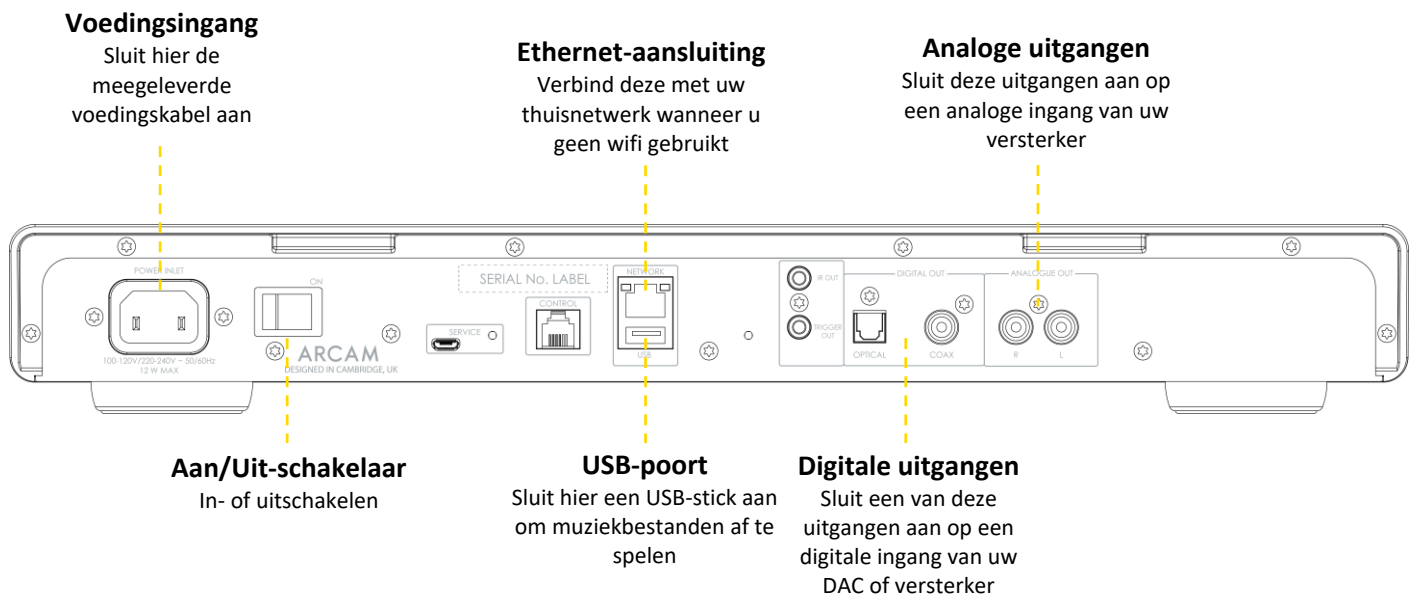 Voedingsingang
Sluit hier de
meegeleverde
voedingskabel aan
Ethernet-aansluiting
Verbind deze met uw
thuisnetwerk wanneer u
geen wifi gebruikt
Analoge uitgangen
Sluit deze uitgangen aan op
een analoge ingang van uw
versterker
POWER INLET
ON
SERIAL No. LABEL
NETWORK
IR OUT
DIGITAL OUT
ANALOGUE OUT
CONTROL
SERVICE
TRIGGER
OUT
USB
OPTICAL
COAX
R
L
100-120V/220-240V ~ 50/60Hz
12 W MAX
ARCAM
DESIGNED IN CAMBRIDGE, UK
Aan/Uit-schakelaar
In- of uitschakelen
USB-poort
Sluit hier een USB-stick aan
om muziekbestanden af te
spelen
Digitale uitgangen
Sluit een van deze
uitgangen aan op een
digitale ingang van uw
DAC of versterker